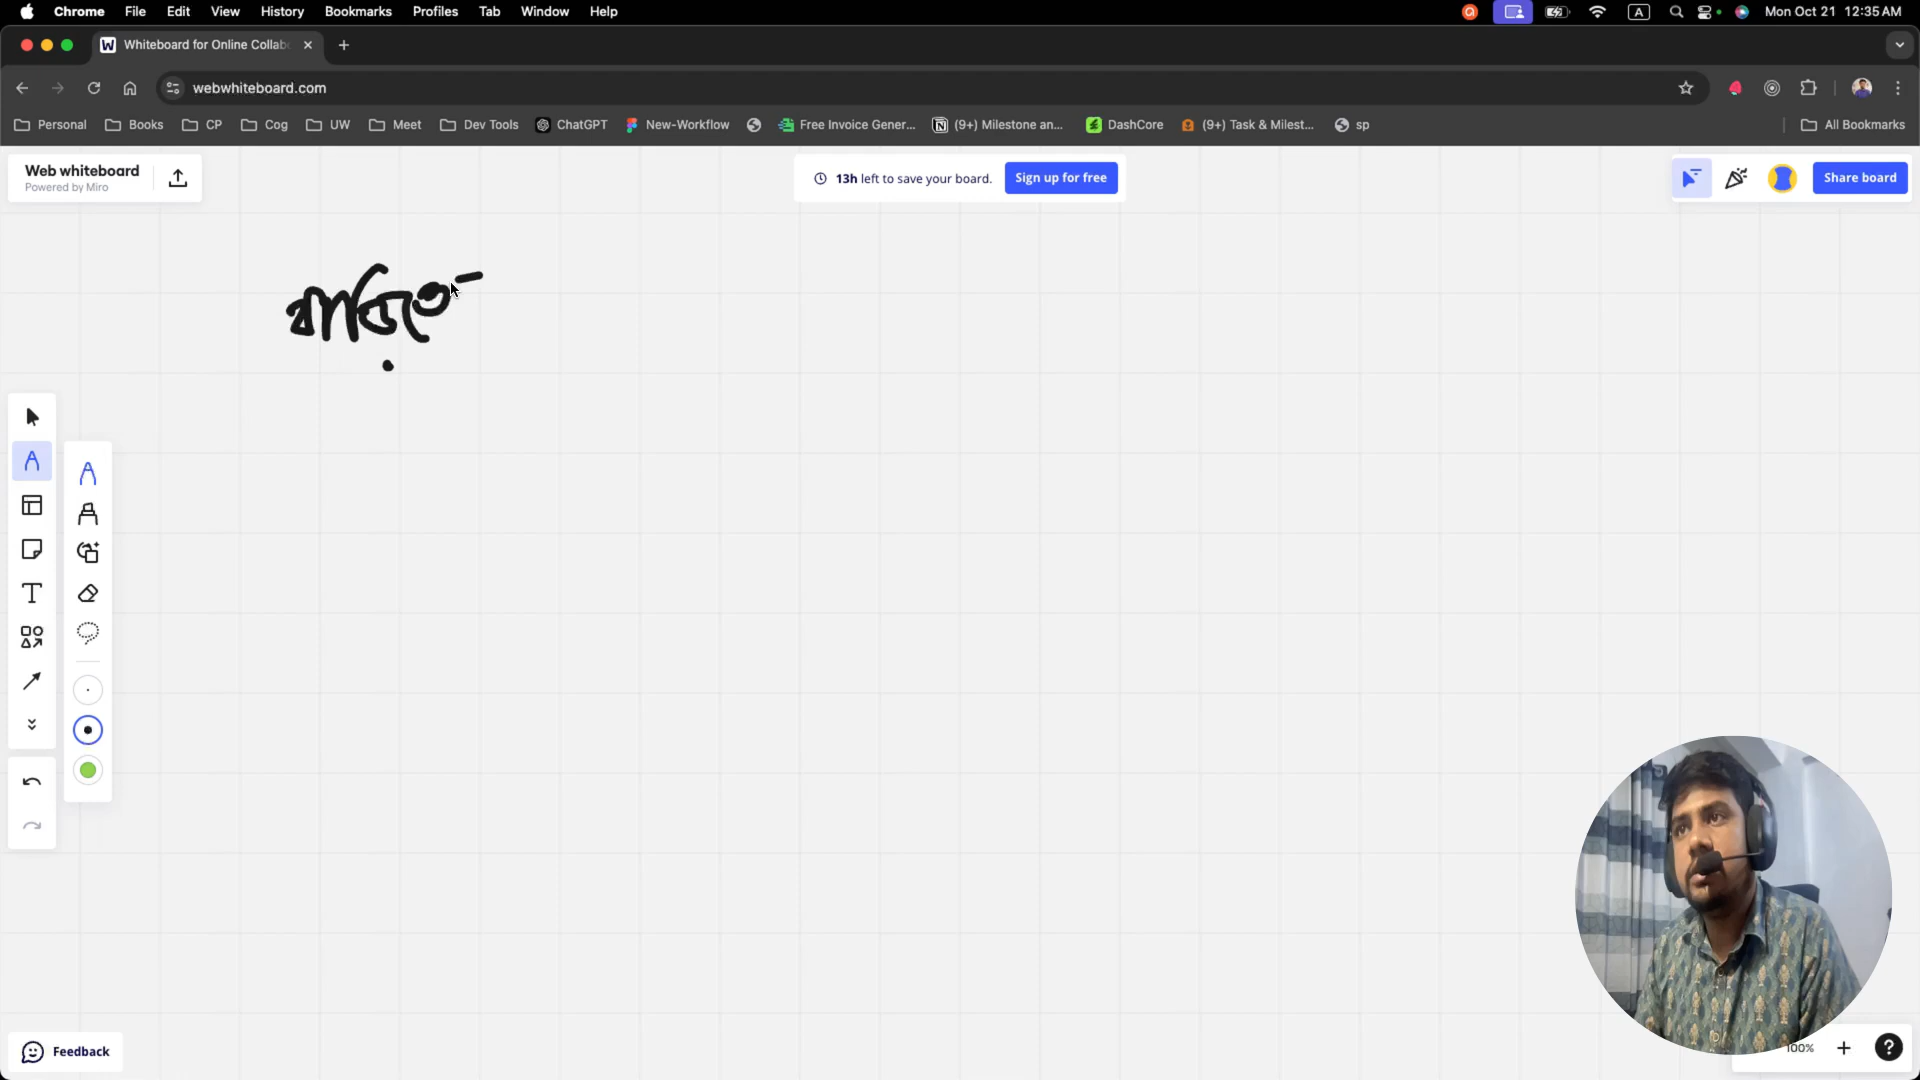 Chrome File Edit View History Bookmarks Profiles Tab Window Help A Mon Oct 21 12:35 AM
Whiteboard for Online Collab
webwhiteboard.com
Personal Books CP Cog UW Meet Dev Tools ChatGPT New-Workflow Free Invoice Gener... (9+) Milestone an... DashCore (9+) Task & Milest... sp All Bookmarks
Web whiteboard
Powered by Miro
13h left to save your board. Sign up for free
Share board
Feedback
100%